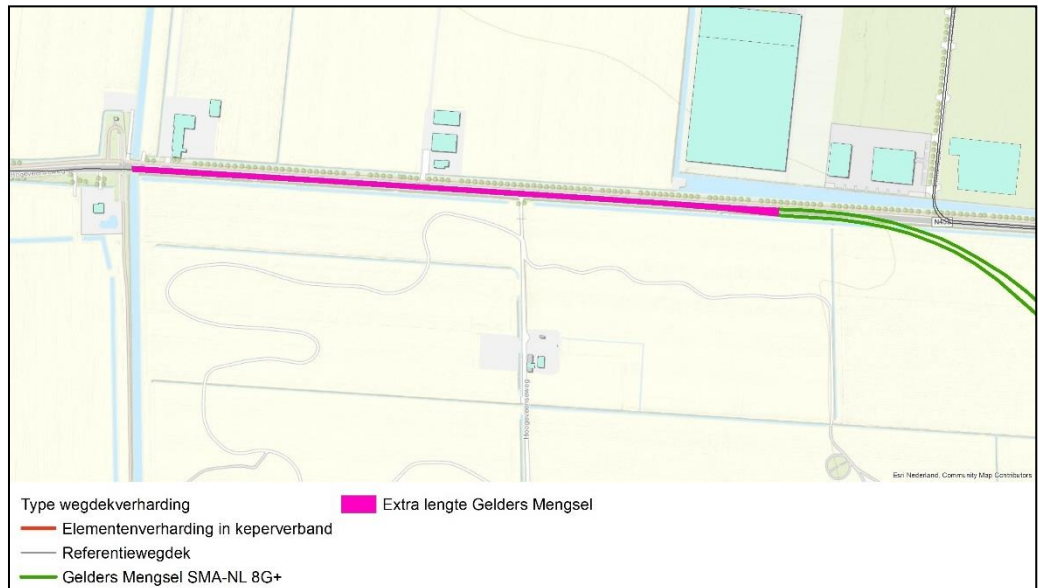 Hoogeveenseweg
Esri Nederland, Community Map Contributors
Type wegdekverharding
Extra lengte Gelders Mengsel
Elementenverharding in keperverband
Referentiewegdek
Gelders Mengsel SMA-NL 8G+